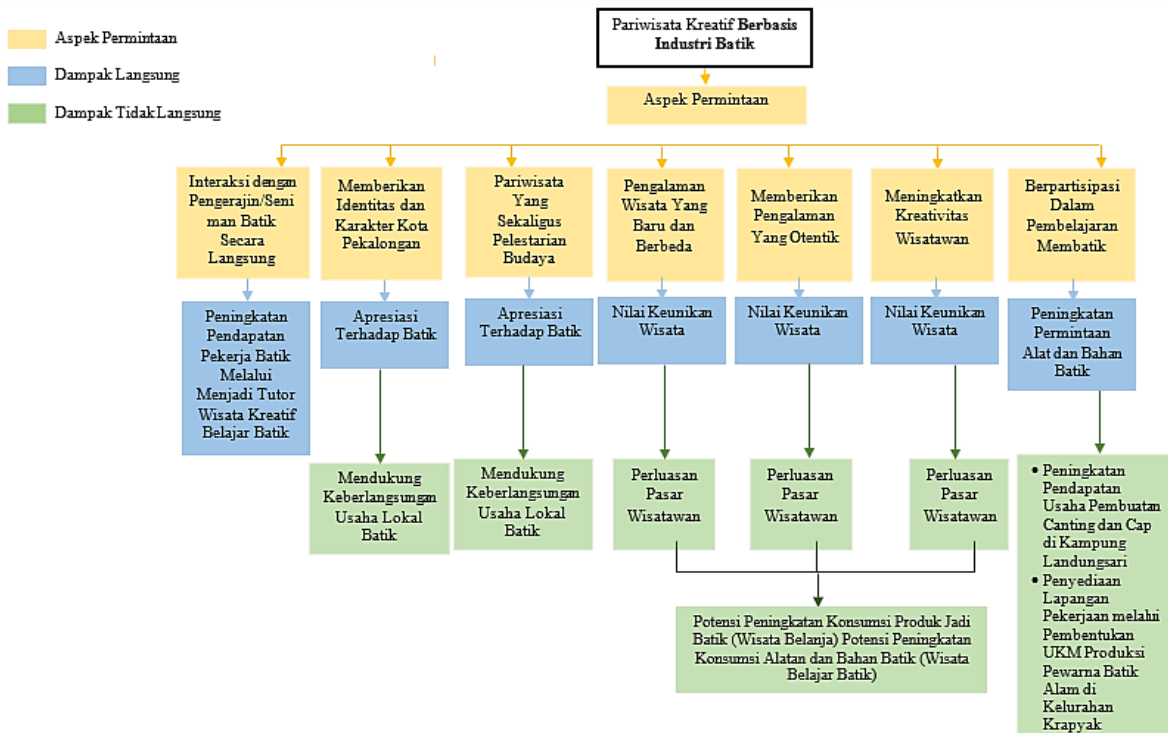 Pariwisata Kreatif Berbasis
Industri Batik
Aspek Permintaan
Dampak Langsung
Dampak Tidak Langsung
Aspek Permintaan
Interaksi dengan
Pengerajin/Seni
man Batik
Secara
Langsung
Memberikan
Identitas dan
Karakter Kota
Pekalongan
Pariwisata
Yang
Sekaligus
Pelestarian
Budaya
Pengalaman
Wisata Yang
Baru dan
Berbeda
Memberikan
Pengalaman
Yang Otentik
Meningkatkan
Kreativitas
Wisatawan
Berpartisipasi
Dalam
Pembelajaran
Membatik
Peningkatan
Pendapatan
Pekerja Batik
Melalui
Menjadi Tutor
Wisata Kreatif
Belajar Batik
Apresiasi
Terhadap Batik
Apresiasi
Terhadap Batik
Nilai Keunikan
Wisata
Nilai Keunikan
Wisata
Nilai Keunikan
Wisata
Peningkatan
Permintaan
Alat dan Bahan
Batik
Mendukung
Keberlangsungan
Usaha Lokal
Batik
Mendukung
Keberlangsungan
Usaha Lokal
Batik
Perluasan
Pasar
Wisatawan
Perluasan
Pasar
Wisatawan
Perluasan
Pasar
Wisatawan
• Peningkatan
Pendapatan
Usaha Pembuatan
Canting dan Cap
di Kampung
Landungsari
• Penyediaan
Lapangan
Pekerjaan melalui
Pembentukan
UKM Produksi
Pewarna Batik
Alam di
Kelurahan
Krapyak
Potensi Peningkatan Konsumsi Produk Jadi
Batik (Wisata Belanja) Potensi Peningkatan
Konsumsi Alatan dan Bahan Batik (Wisata
Belajar Batik)